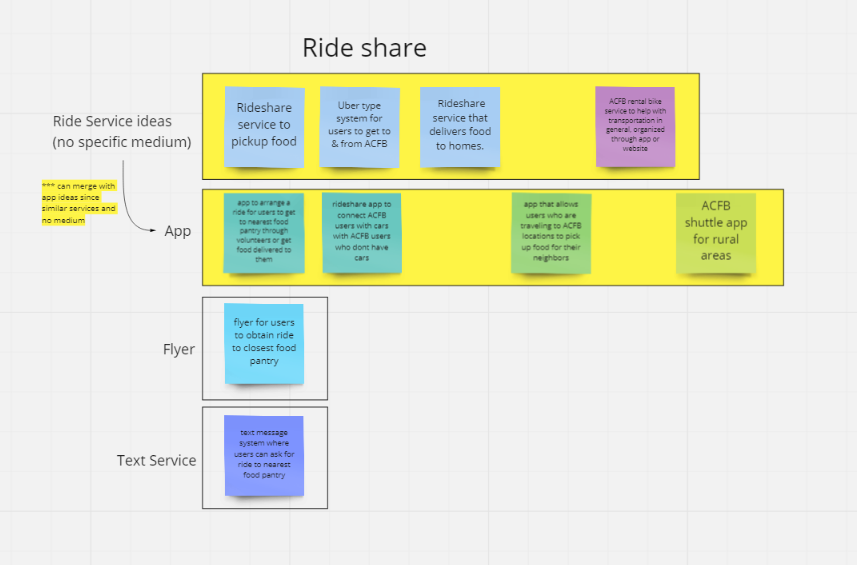 Ride share
Ride Service ideas
(no specific medium)
Rideshare
service to
pickup food
Uber type
system for
users to get to
& from ACFB
Rideshare
service that
delivers food
to homes.
ACFB rental bike
service to help with
transportation in
general, organized
through app or
website
*** can merge with
app ideas since
similar services and
no medium
App
app to arrange a
ride for users to get
to nearest food
pantry through
volunteers or get
food delivered to
them
rideshare app to
connect ACFB
users with cars
with ACFB users
who dont have
cars
app that allows
users who are
traveling to ACFB
locations to pick
up food for their
neighbors
ACFB
shuttle app
for rural
areas
Flyer
flyer for users
to obtain ride
to closest food
pantry
Text Service
text message
system where
users can ask for
ride to nearest
food pantry